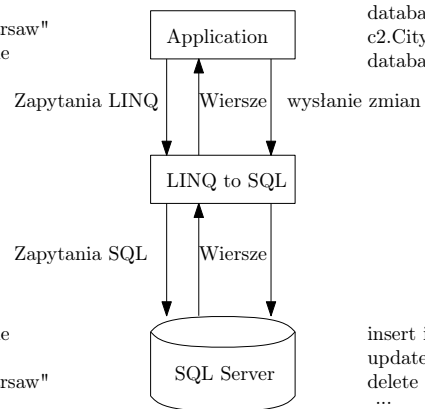 rsaw"
e
Application
databa
c2.City
databa
Zapytania LINQ
Wiersze
wysłanie zmian
LINQ to SQL
Zapytania SQL
Wiersze
e
rsaw"
SQL Server
insert i
update
delete
...